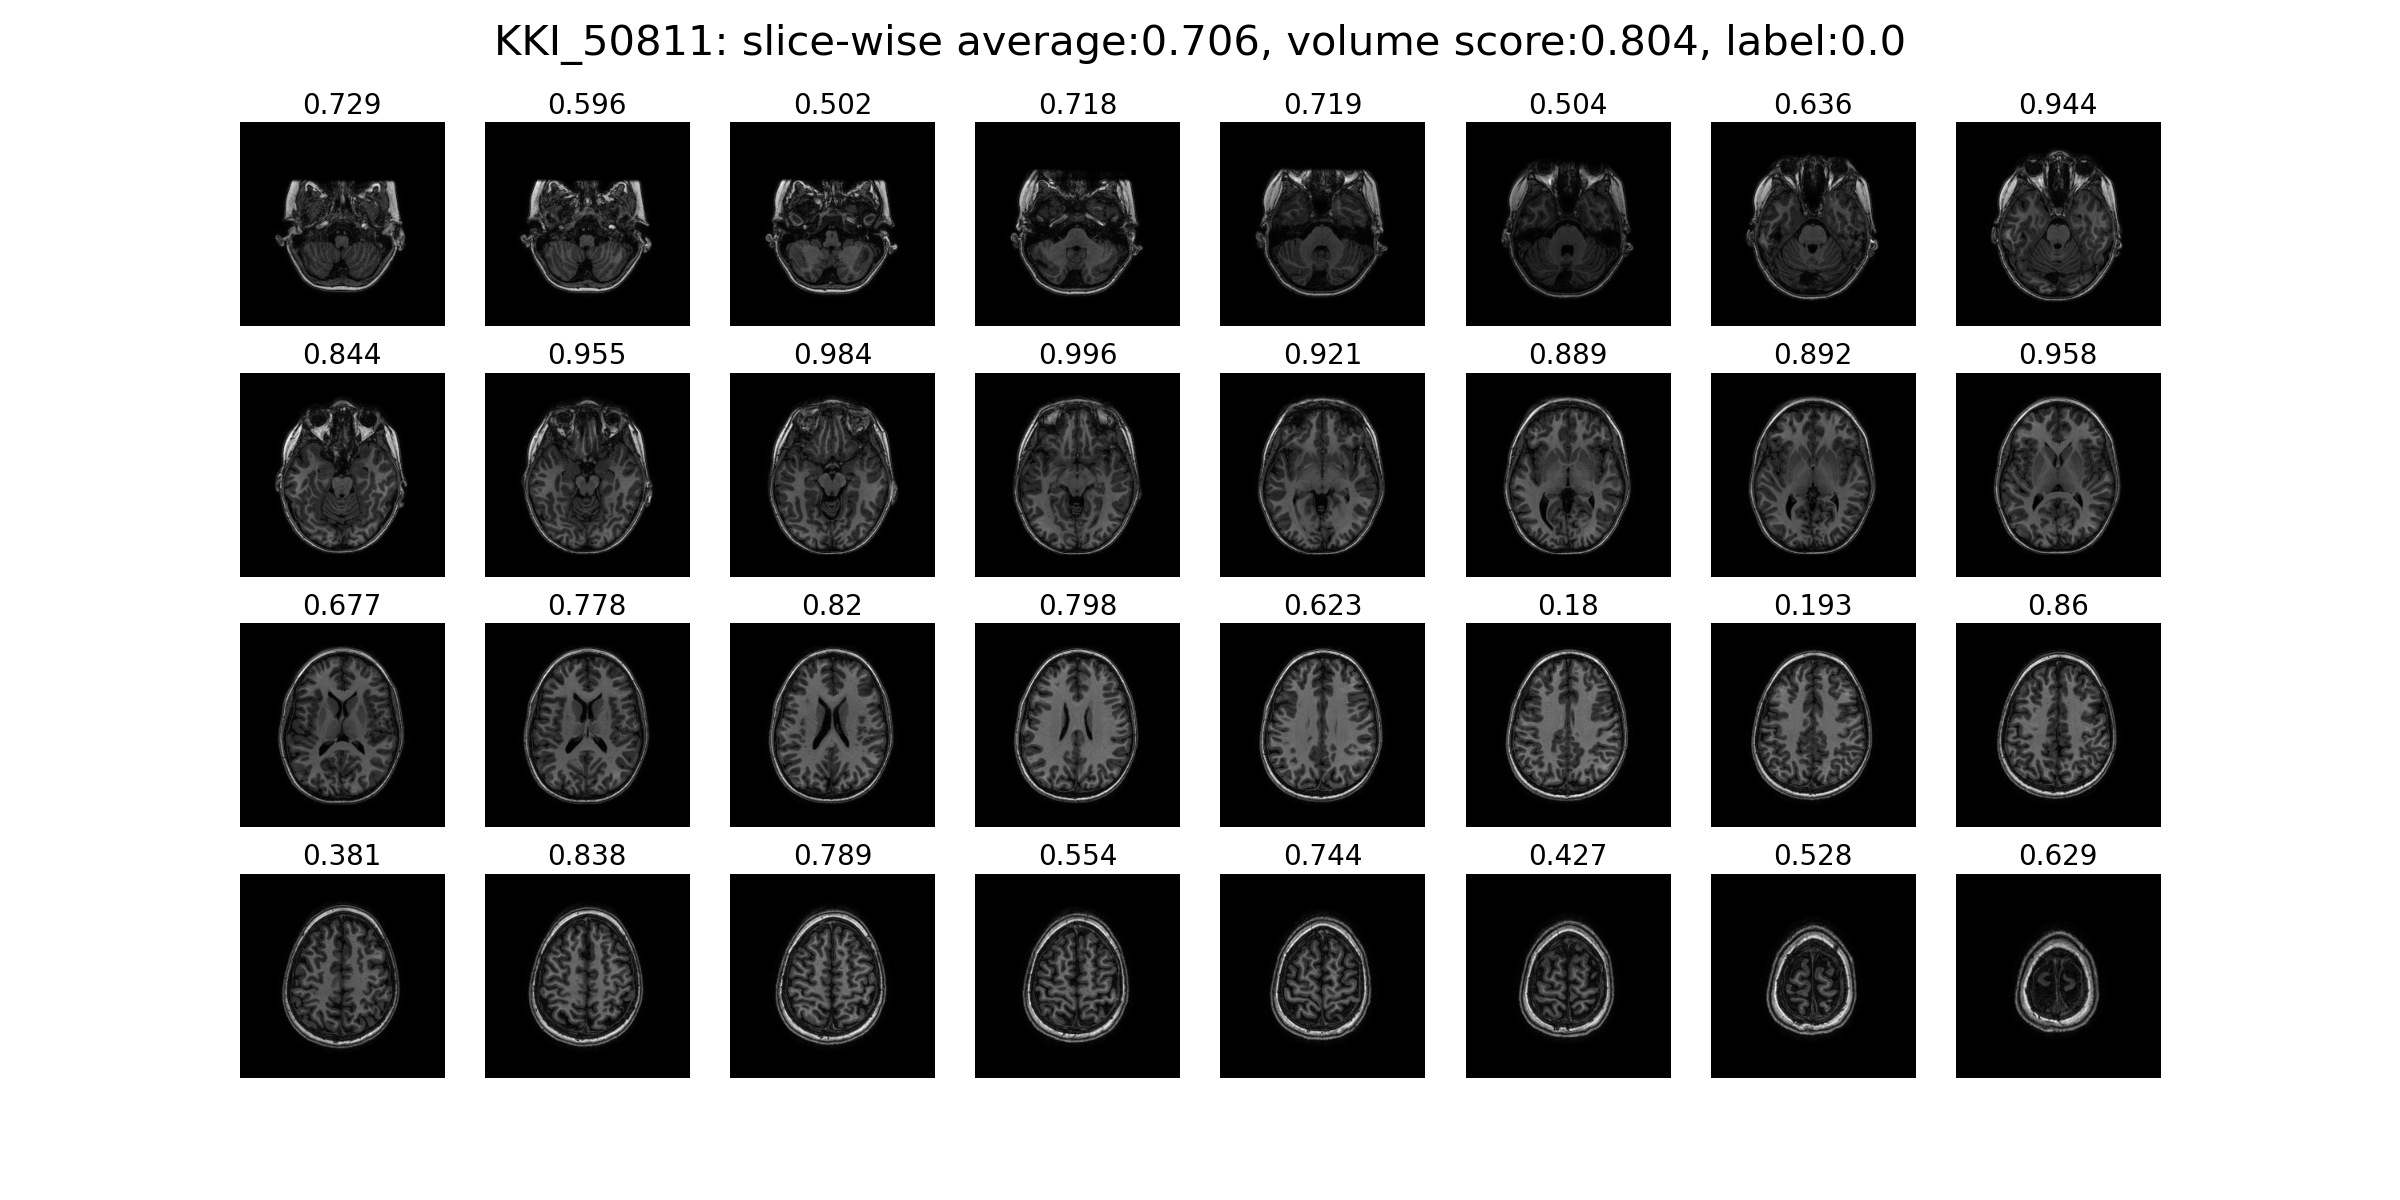 KKI_50811: slice-wise average:0.706, volume score:0.804, label:0.0
0.729 0.596 0.502 0.718 0.719 0.504 0.636 0.944
0.844 0.955 0.984 0.996 0.921 0.889 0.892 0.958
0.677 0.778 0.82 0.798 0.623 0.18 0.193 0.86
0.381 0.838 0.789 0.554 0.744 0.427 0.528 0.629